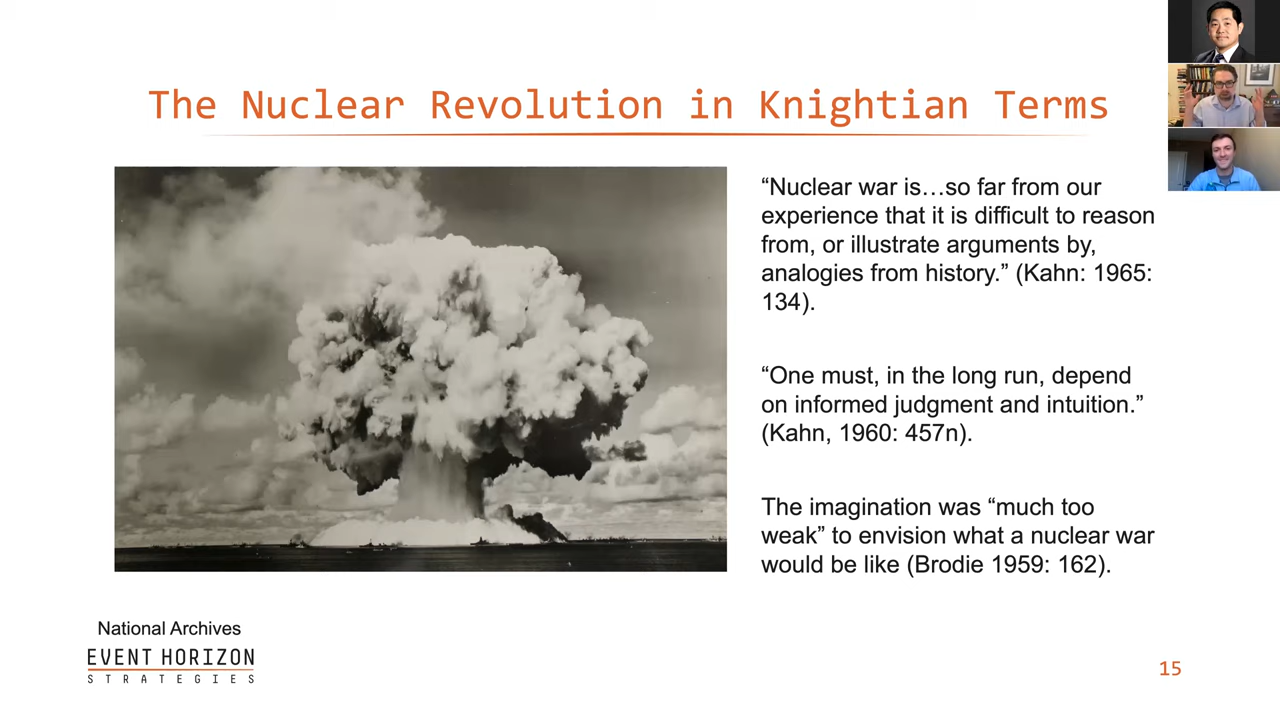 The Nuclear Revolution in Knightian Terms
“Nuclear war is…so far from our
experience that it is difficult to reason
from, or illustrate arguments by,
analogies from history.” (Kahn: 1965:
134).
“One must, in the long run, depend
on informed judgment and intuition.”
(Kahn, 1960: 457n).
The imagination was “much too
weak” to envision what a nuclear war
would be like (Brodie 1959: 162).
National Archives
EVENT HORIZON
STRATEGIES
15